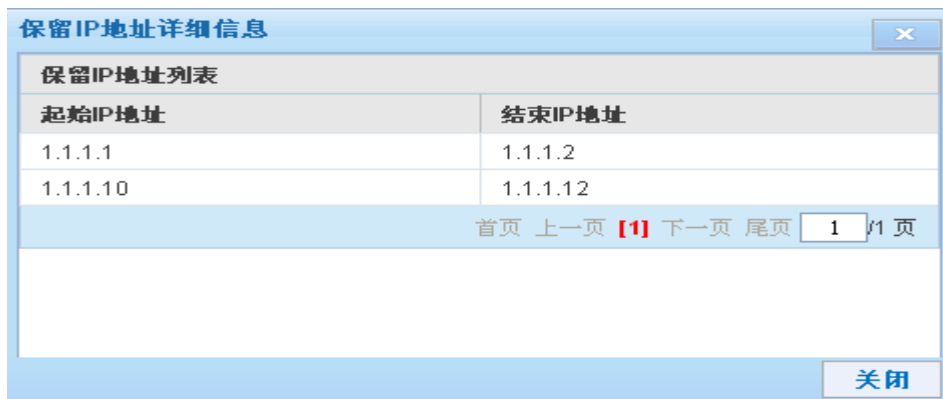 保留IP地址详细信息
保留IP地址列表
起始IP地址 结束IP地址
1.1.1.1 1.1.1.2
1.1.1.10 1.1.1.12
首页 上一页 [1] 下一页 尾页 1 /1 页
关闭